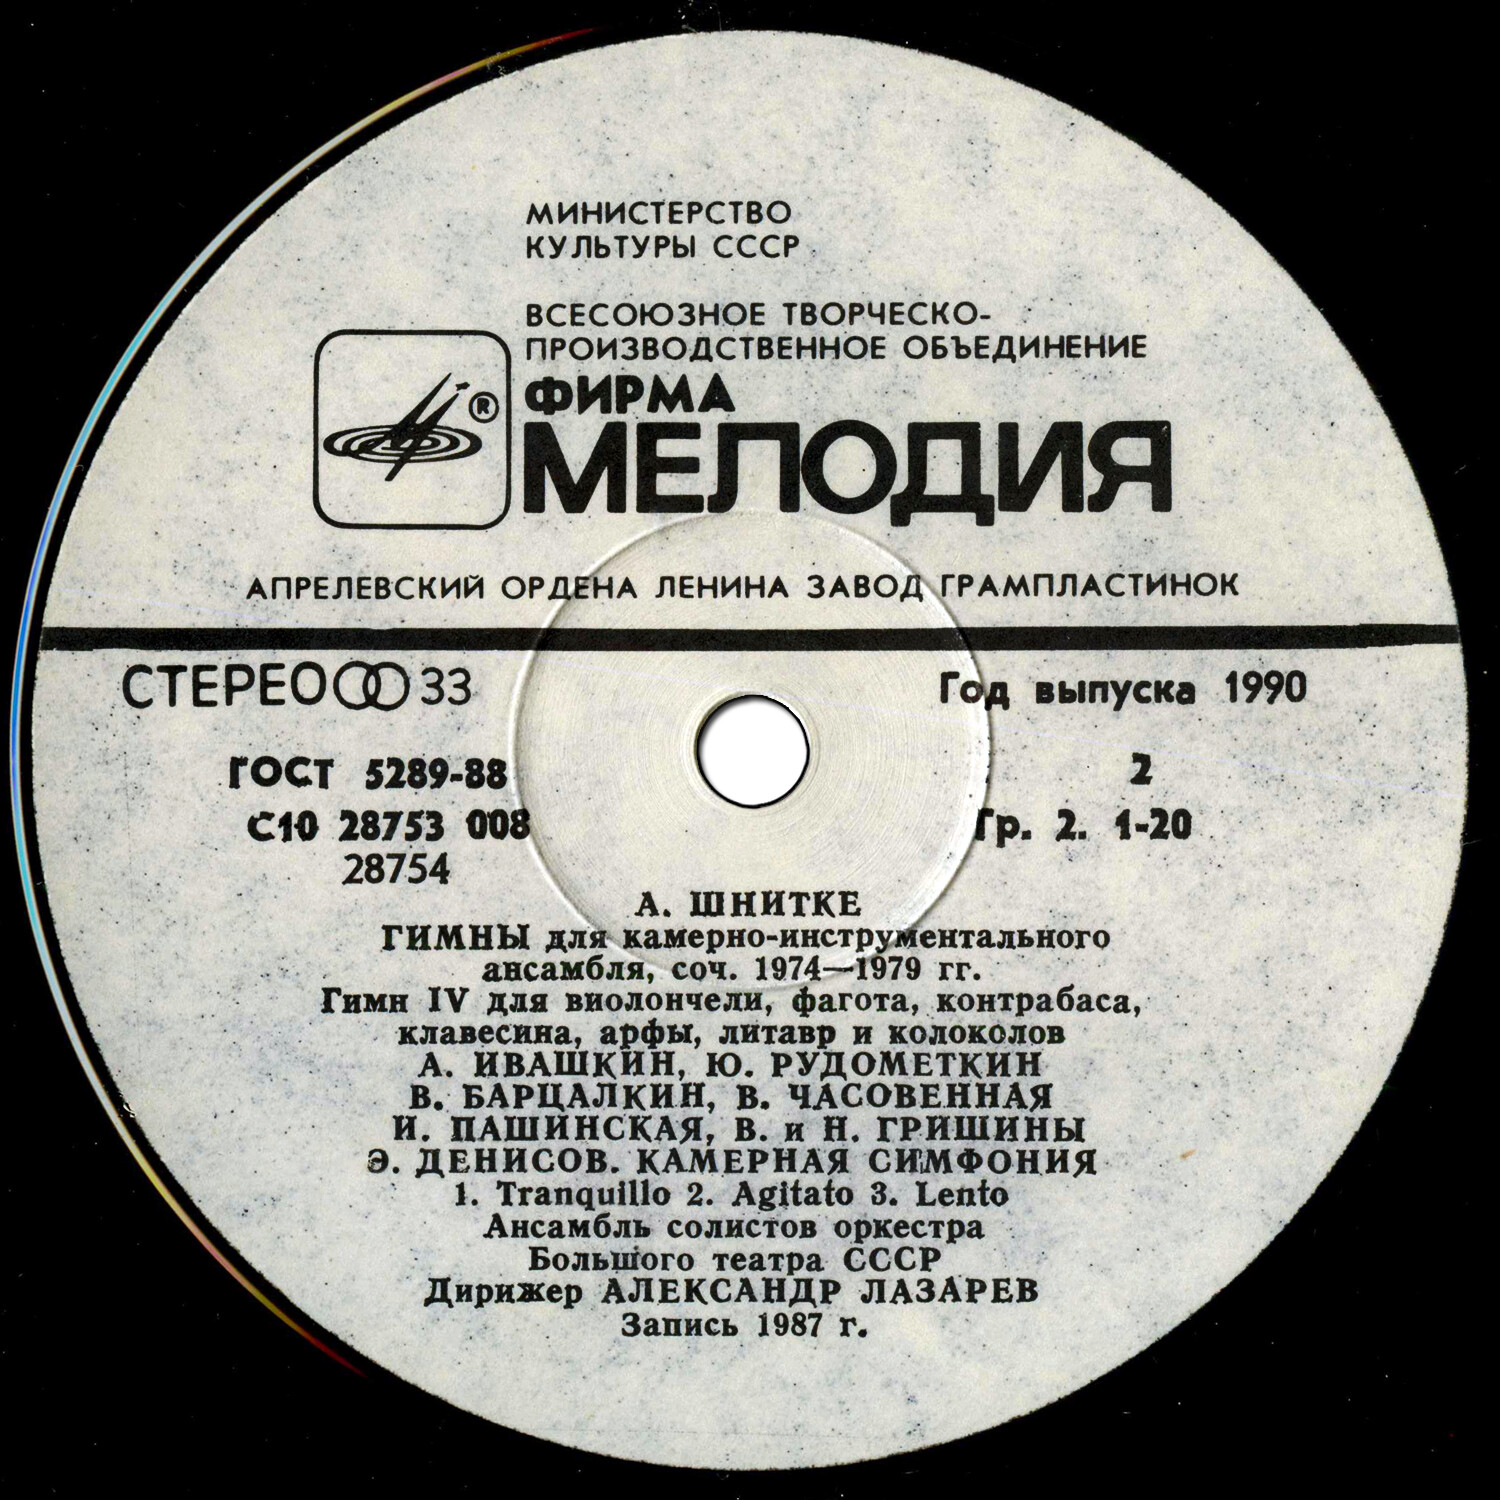 МИНИСТЕРСТВО
КУЛЬТУРЫ СССР
ВСЕСОЮЗНОЕ ТВОРЧЕСКО-
ПРОИЗВОДСТВЕННОЕ ОБЪЕДИНЕНИЕ
ФИРМА
®
МЕЛОДИЯ
АПРЕЛЕВСКИЙ ОРДЕНА ЛЕНИНА ЗАВОД ГРАМПЛАСТИНОК
СТЕРЕО 33
Год выпуска 1990
ГОСТ 5289-88
2
С10 28753 008
Гр. 2. 1-20
28754
А. ШНИТКЕ
ГИМНЫ для камерно-инструментального
ансамбля, соч. 1974—1979 гг.
Гимн IV для виолончели, фагота, контрабаса,
клавесина, арфы, литавр и колоколов
А. ИВАШКИН, Ю. РУДОМЕТКИН
В. БАРЦАЛКИН, В. ЧАСОВЕННАЯ
И. ПАШИНСКАЯ, В. и Н. ГРИШИНЫ
Э. ДЕНИСОВ. КАМЕРНАЯ СИМФОНИЯ
1. Tranquillo 2. Agitato 3. Lento
Ансамбль солистов оркестра
Большого театра СССР
Дирижер АЛЕКСАНДР ЛАЗАРЕВ
Запись 1987 г.